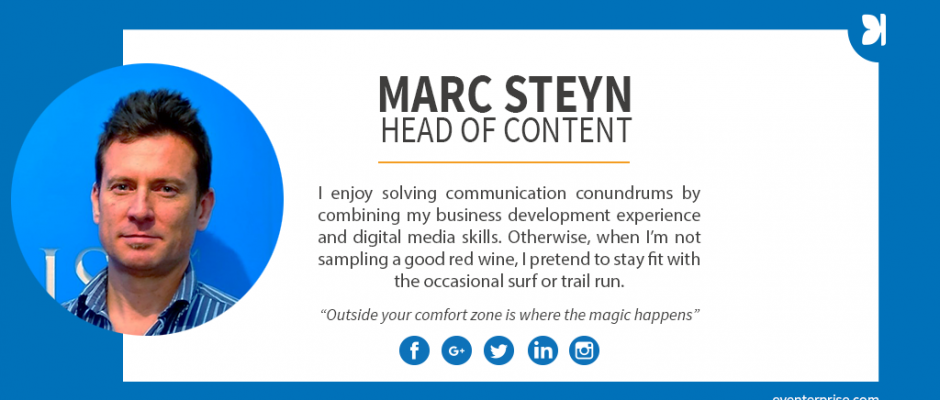 MARC STEYN
HEAD OF CONTENT
I enjoy solving communication conundrums by
combining my business development experience
and digital media skills. Otherwise, when I’m not
sampling a good red wine, I pretend to stay fit with
the occasional surf or trail run.
“Outside your comfort zone is where the magic happens”
f G+ in